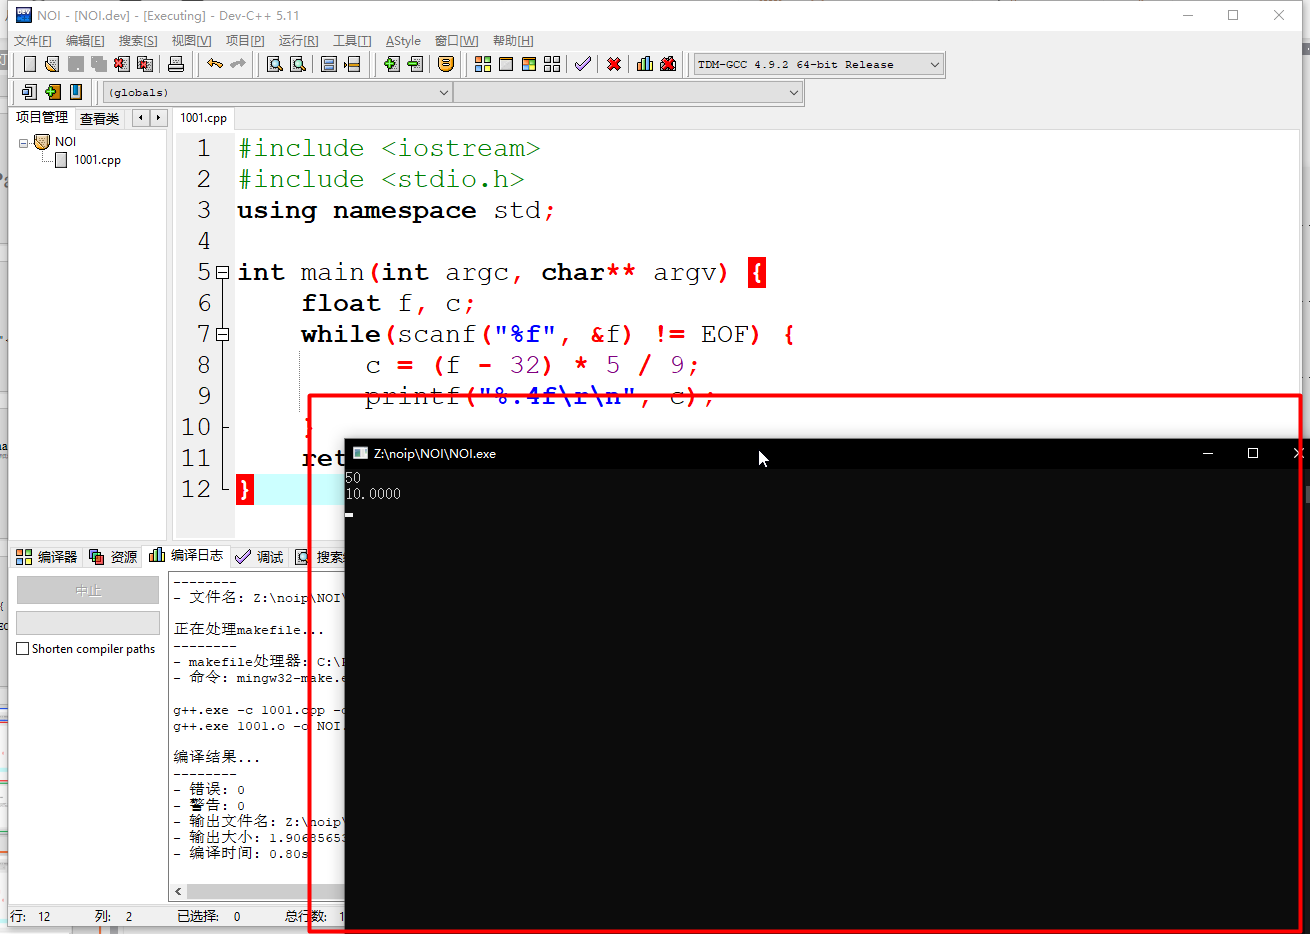 NOI - [NOI.dev] - [Executing] - Dev-C++ 5.11
文件[F] 编辑[E] 搜索[S] 视图[V] 项目[P] 运行[R] 工具[T] AStyle 窗口[W] 帮助[H]
TDM-GCC 4.9.2 64-bit Release
(globals)
项目管理 查看类 1001.cpp
NOI
1001.cpp
1 #include <iostream>
2 #include <stdio.h>
3 using namespace std;
4
5 int main(int argc, char** argv) {
6 float f, c;
7 while(scanf("%f", &f) != EOF) {
8 c = (f - 32) * 5 / 9;
9 printf("%.4f\r\n", c);
10 }
11 ret
12 }
Z:\noip\NOI\NOI.exe
50
10.0000
编译器 资源 编译日志 调试 搜索
中止
Shorten compiler paths
--------
- 文件名: Z:\noip\NOI\
正在处理makefile...
--------
- makefile处理器: C:\
- 命令: mingw32-make.e
g++.exe -c 1001.cpp -
g++.exe 1001.o -o NOI.
编译结果...
--------
- 错误: 0
- 警告: 0
- 输出文件名: Z:\noip\
- 输出大小: 1.90685653
- 编译时间: 0.80s
行: 12 列: 2 已选择: 0 总行数: 1